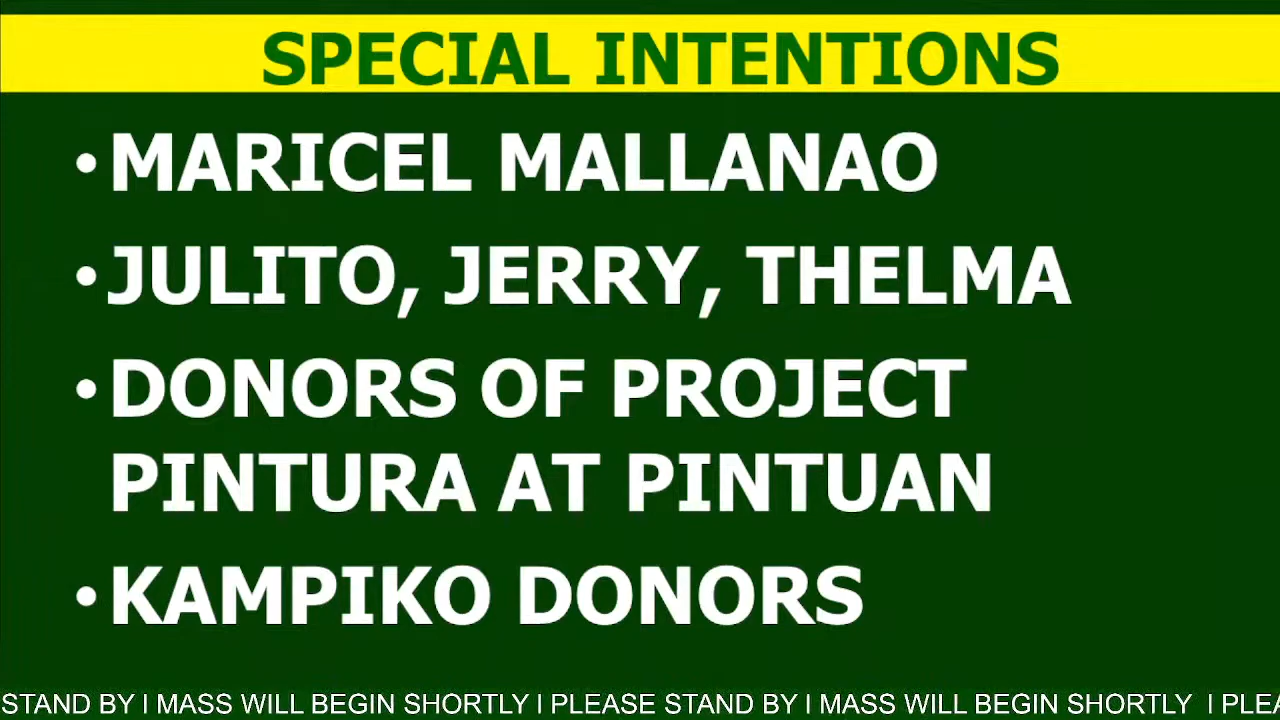 SPECIAL INTENTIONS
•MARICEL MALLANAO
•JULITO, JERRY, THELMA
•DONORS OF PROJECT
PINTURA AT PINTUAN
•KAMPIKO DONORS
STAND BY I MASS WILL BEGIN SHORTLY I PLEASE STAND BY I MASS WILL BEGIN SHORTLY I PLEA